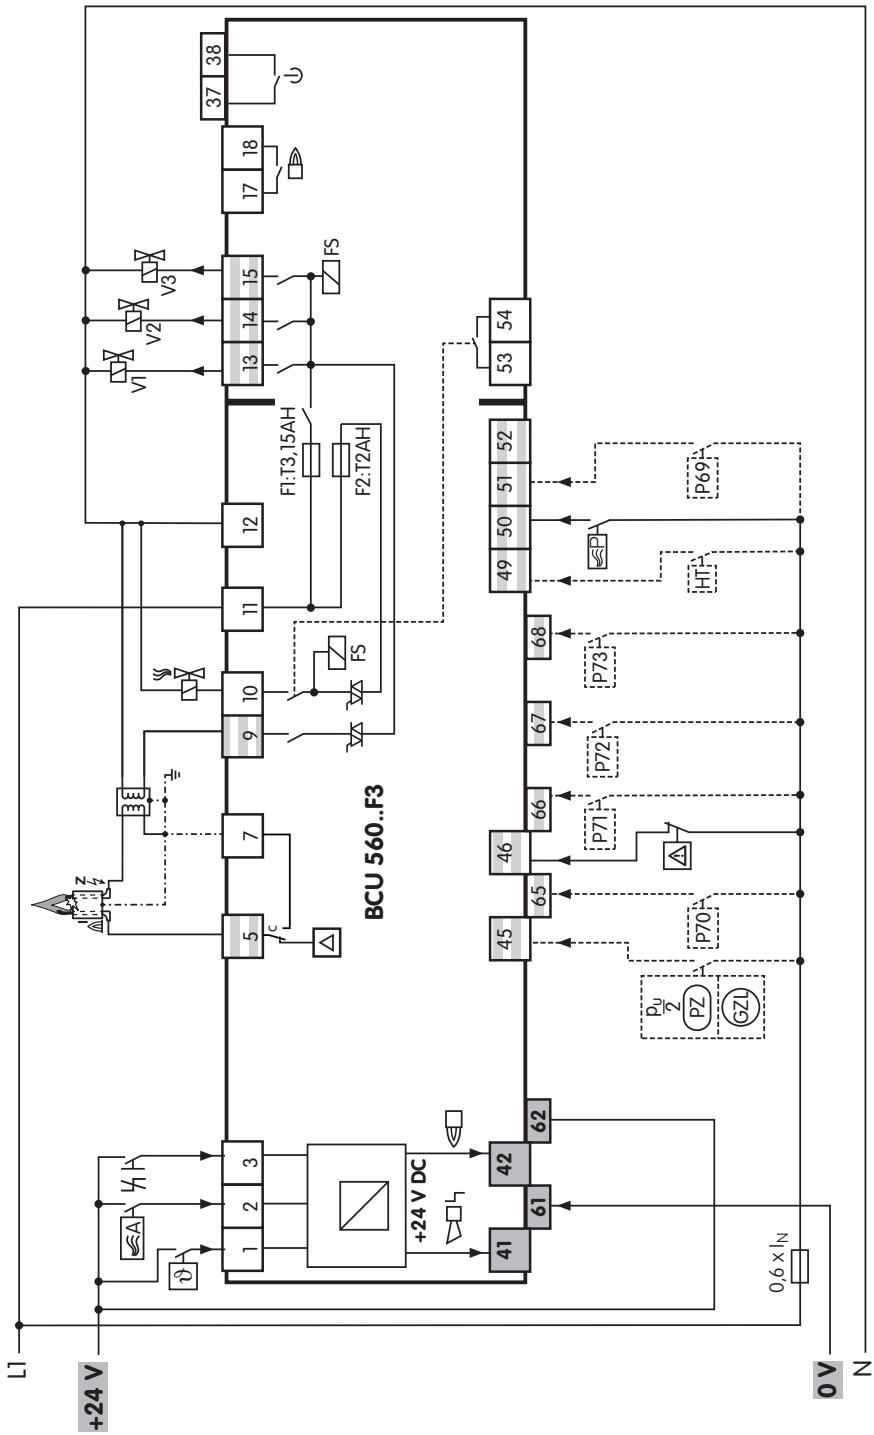 L1
+24 V
0 V
N
ϑ
A
1
2
3
+24 V DC
41
61
42
62
0,6 x I_N
5
7
9
10
11
12
13
14
15
17
18
37
38
I
Z
C
V1
V2
V3
BCU 560..F3
FS
F1:T3,15AH
F2:T2AH
FS
p_u
2
PZ
GZL
45
65
46
66
67
68
49
50
51
52
53
54
P70
P71
P72
P73
HT
P
P69